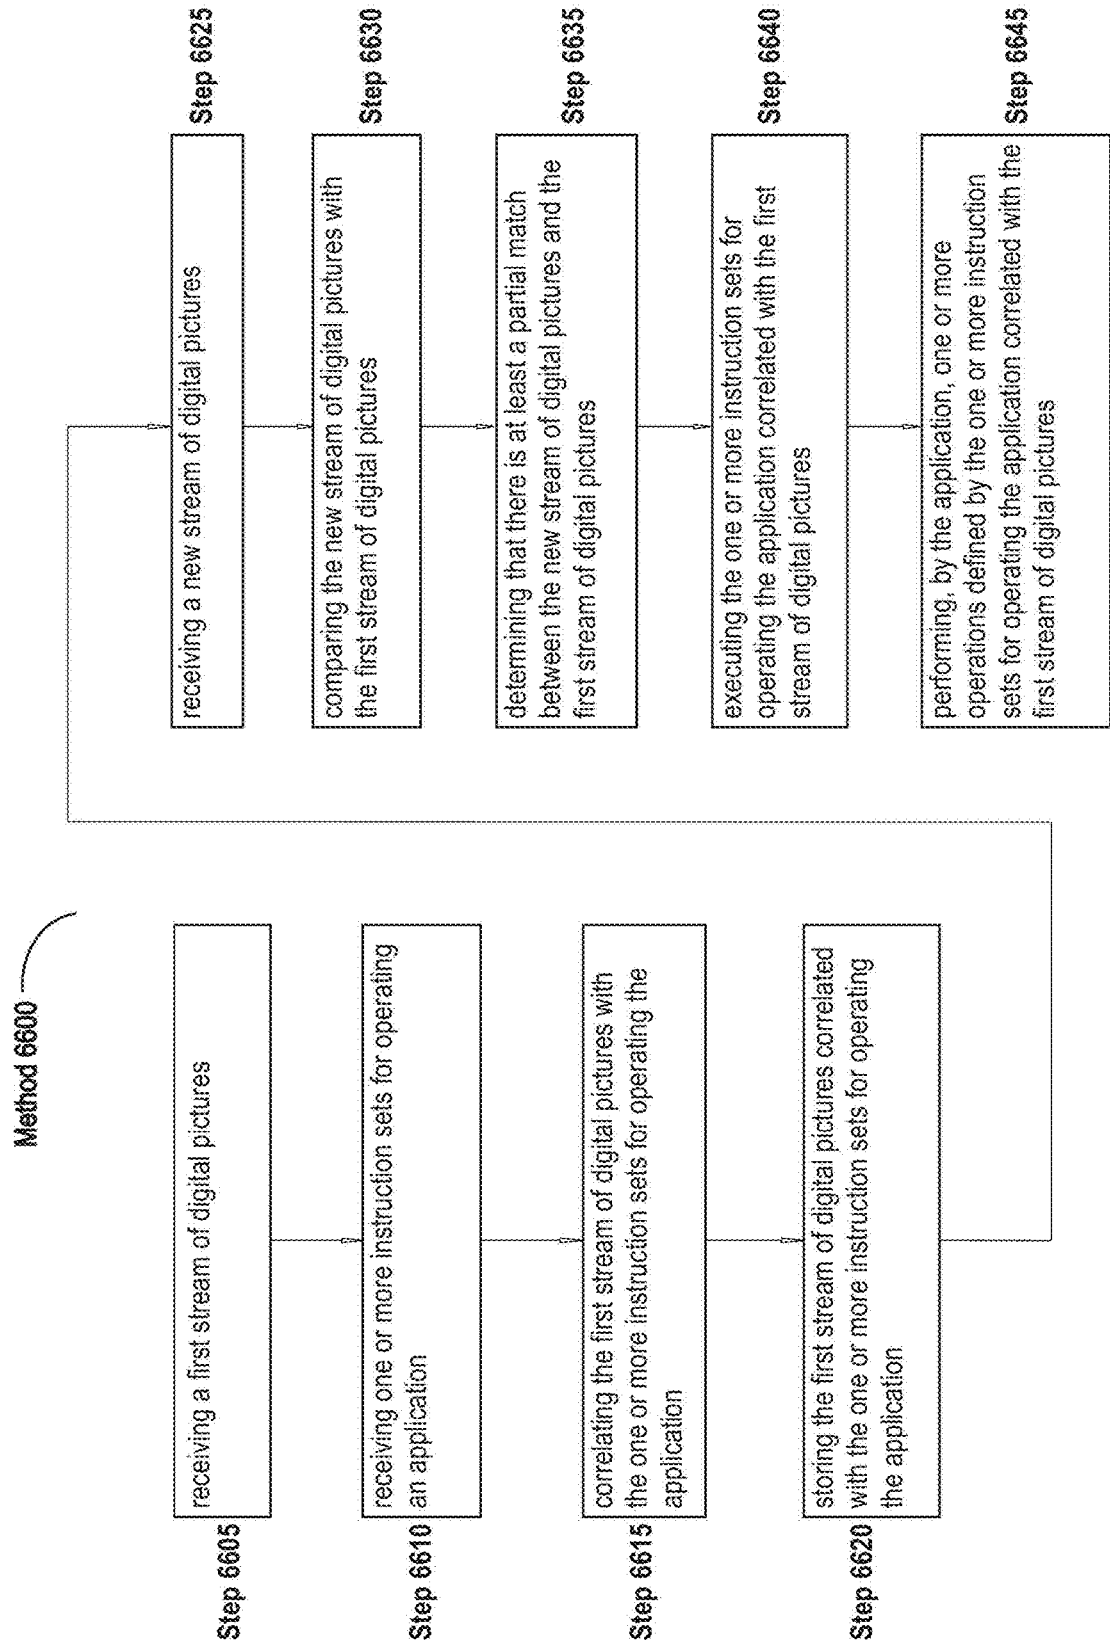 Method 6600
Step 6605
receiving a first stream of digital pictures
Step 6610
receiving one or more instruction sets for operating
an application
Step 6615
correlating the first stream of digital pictures with
the one or more instruction sets for operating the
application
Step 6620
storing the first stream of digital pictures correlated
with the one or more instruction sets for operating
the application
receiving a new stream of digital pictures
Step 6625
comparing the new stream of digital pictures with
the first stream of digital pictures
Step 6630
determining that there is at least a partial match
between the new stream of digital pictures and the
first stream of digital pictures
Step 6635
executing the one or more instruction sets for
operating the application correlated with the first
stream of digital pictures
Step 6640
performing, by the application, one or more
operations defined by the one or more instruction
sets for operating the application correlated with the
first stream of digital pictures
Step 6645